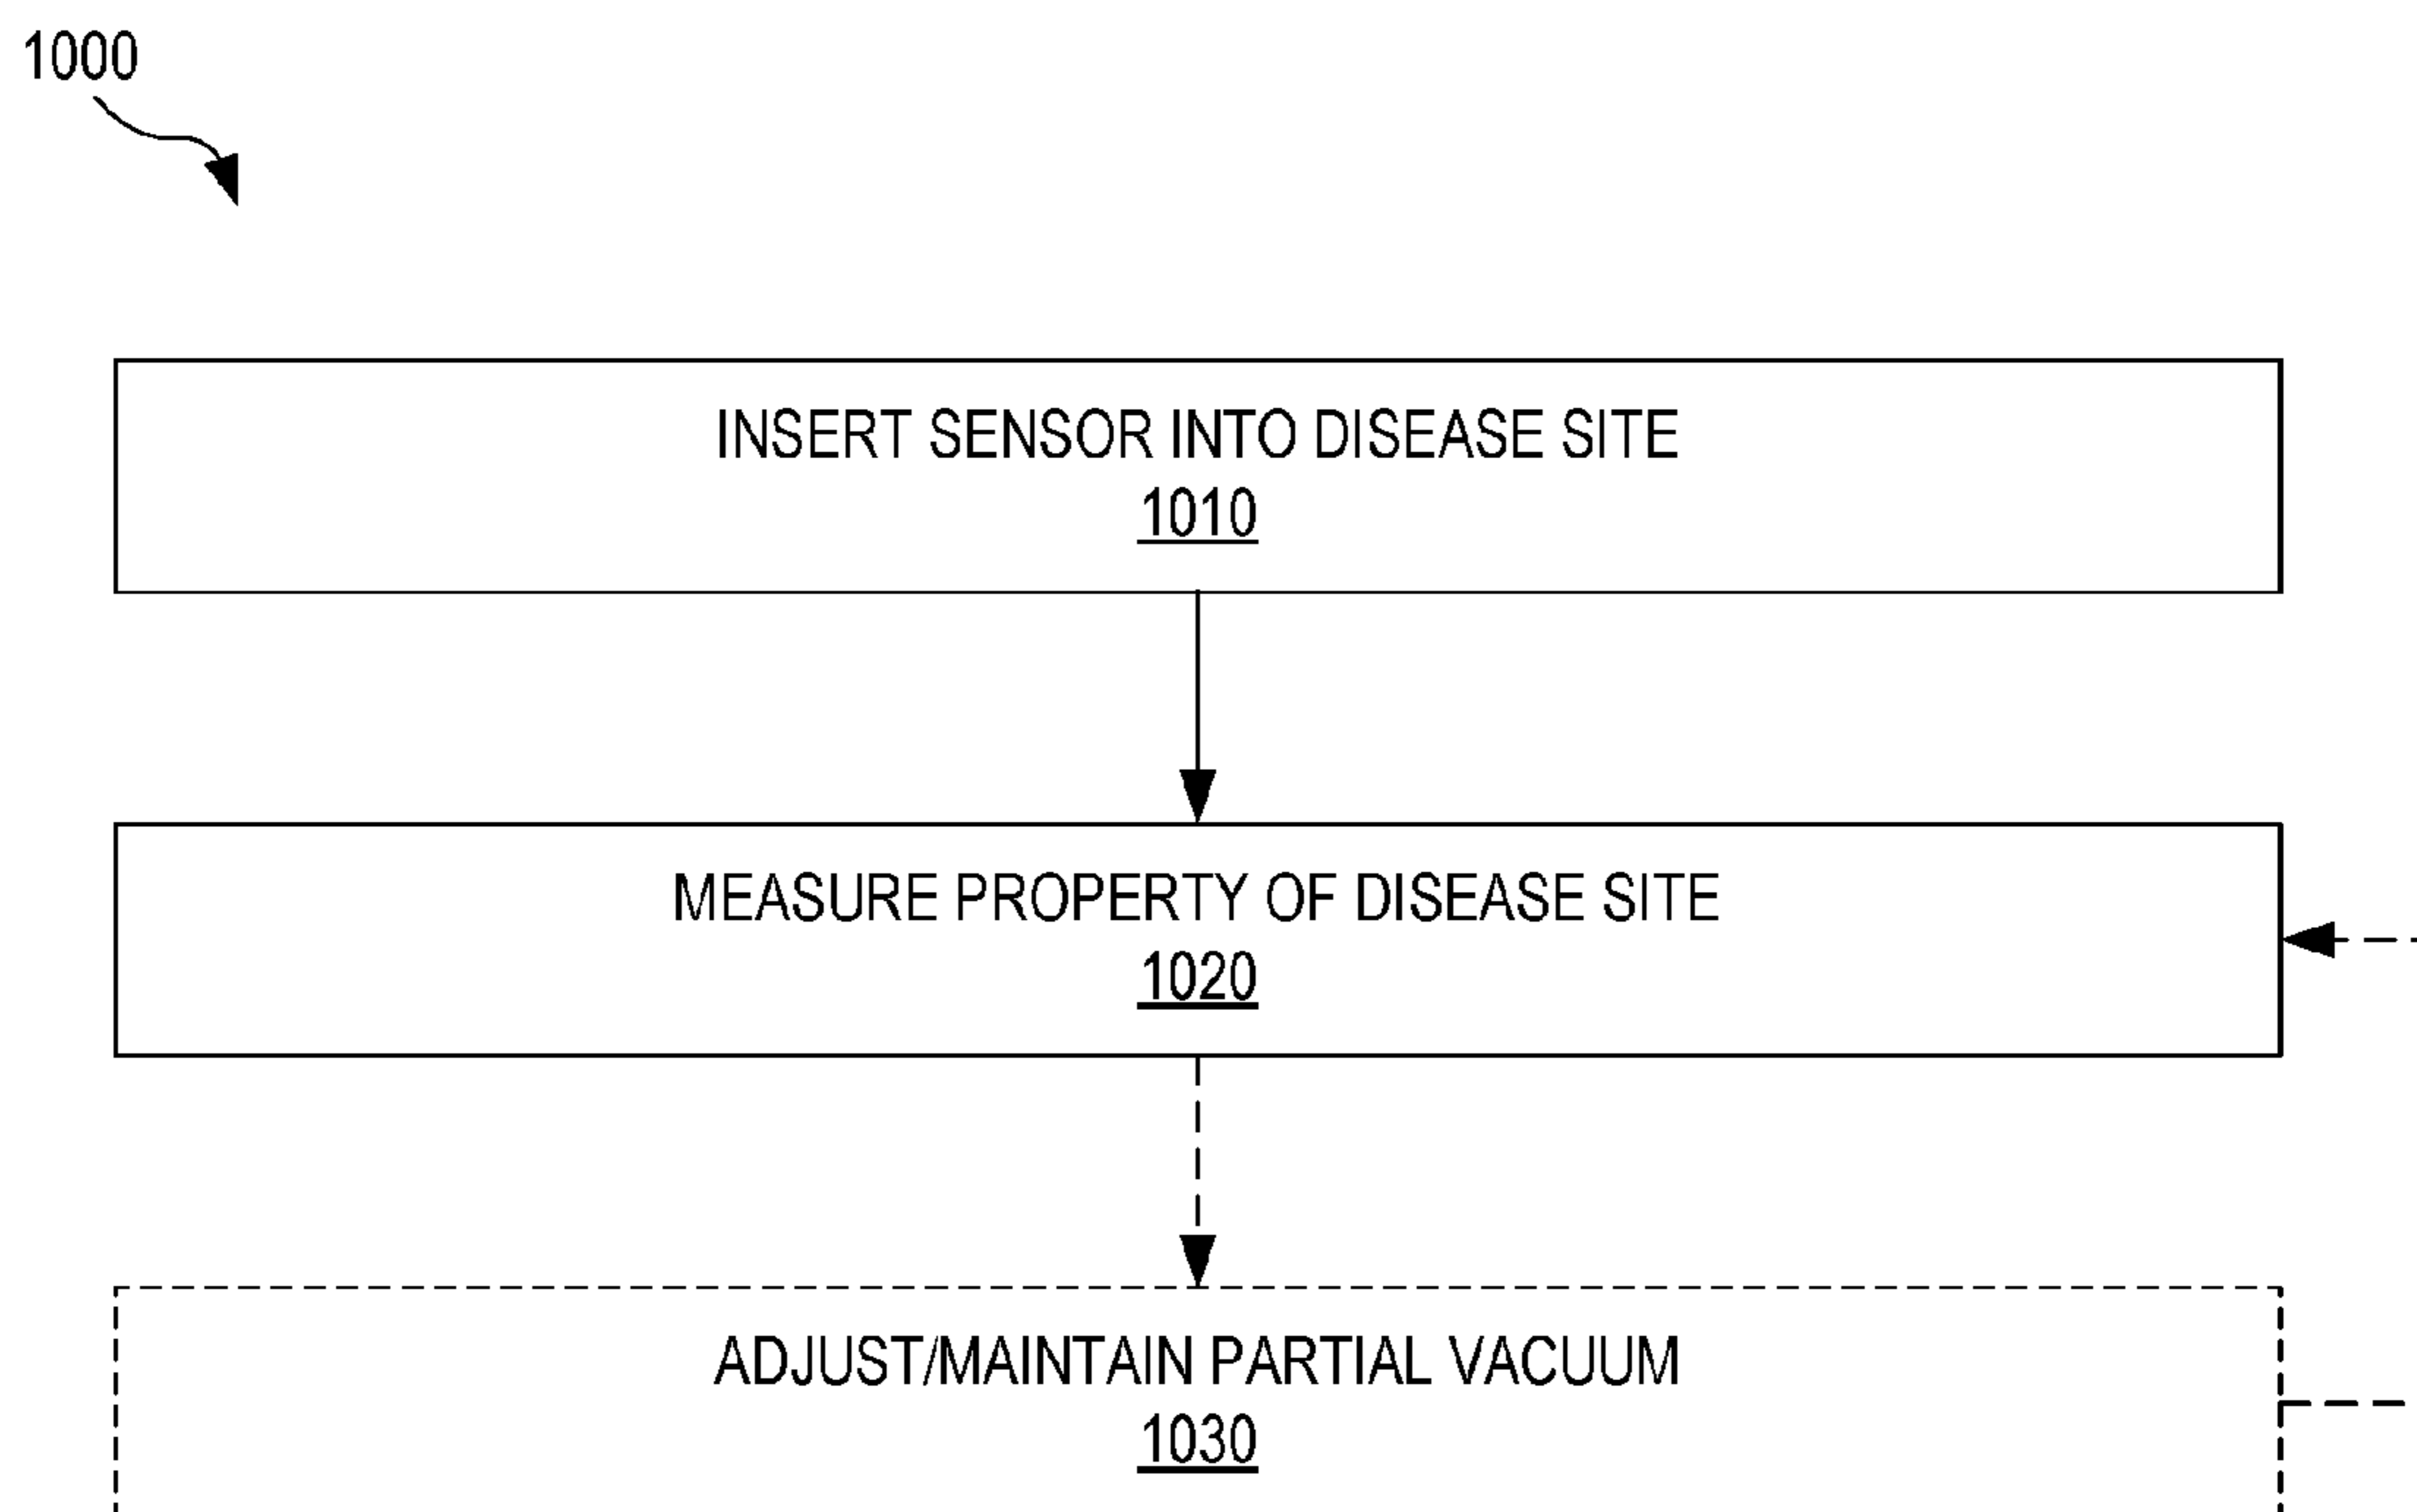 1000
INSERT SENSOR INTO DISEASE SITE
1010
MEASURE PROPERTY OF DISEASE SITE
1020
ADJUST/MAINTAIN PARTIAL VACUUM
1030